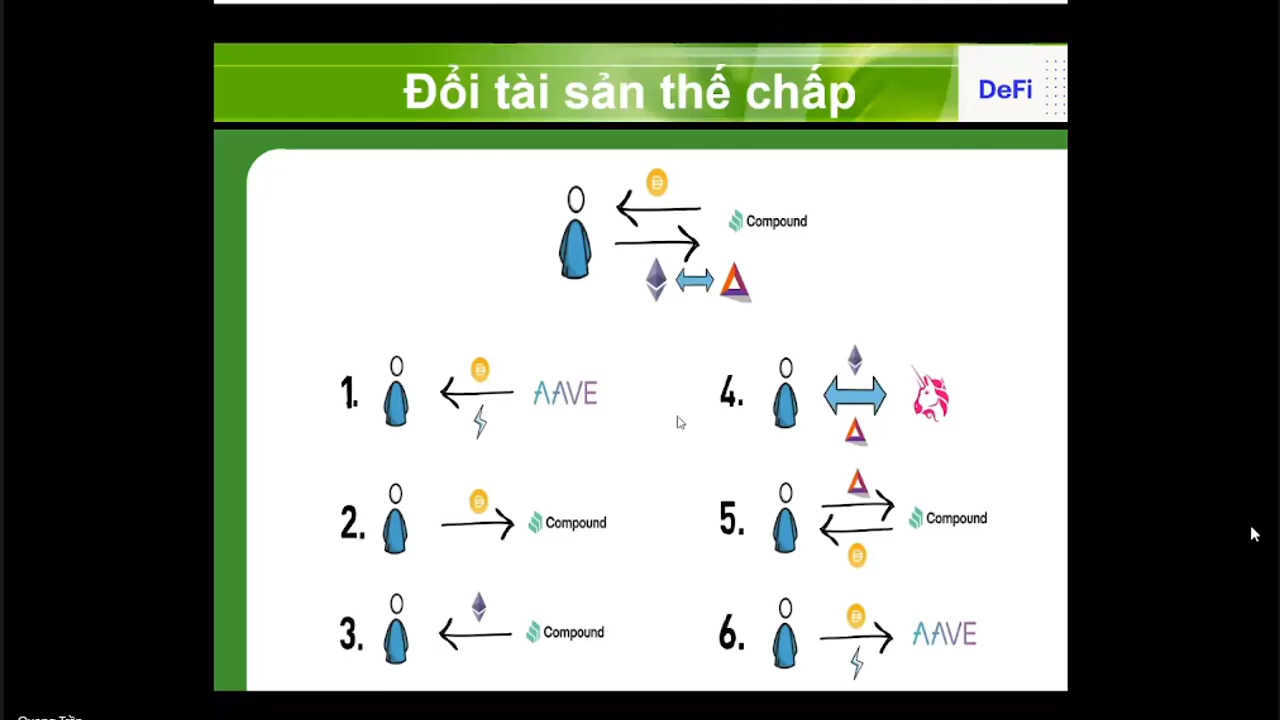 Đổi tài sản thế chấp
DeFi
Compound
1.
AAVE
2.
Compound
3.
Compound
4.
5.
Compound
6.
AAVE